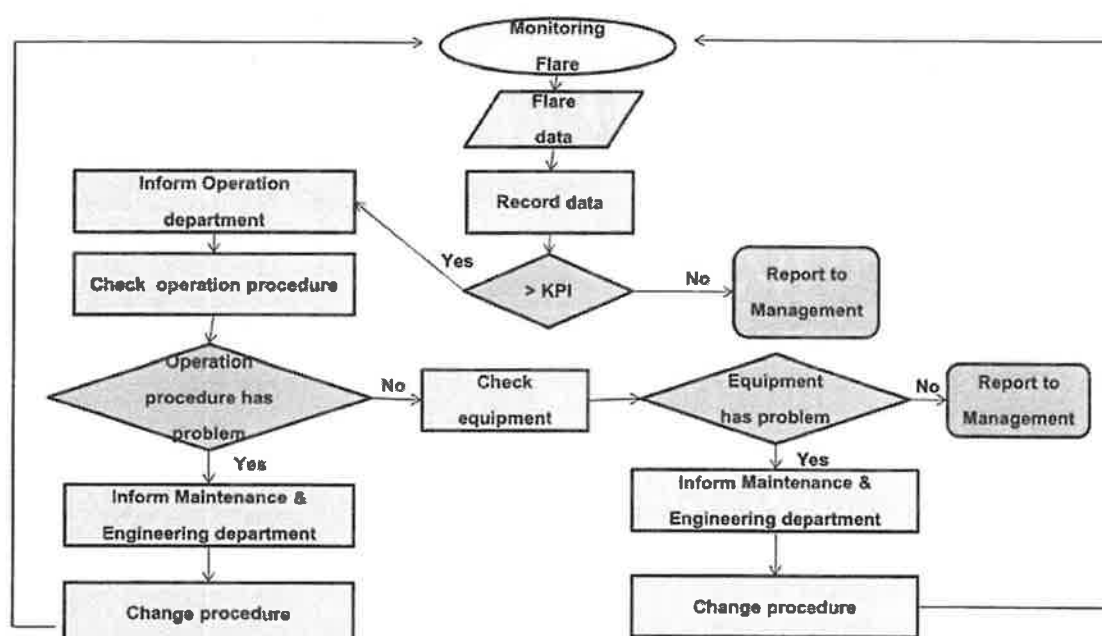 Monitoring
Flare
Flare
data
Record data
Inform Operation
department
Yes
Check operation procedure
> KPI
No
Report to
Management
Operation
procedure has
problem
No
Check
equipment
Equipment
has problem
No
Report to
Management
Yes
Inform Maintenance &
Engineering department
Change procedure
Yes
Inform Maintenance &
Engineering department
Change procedure